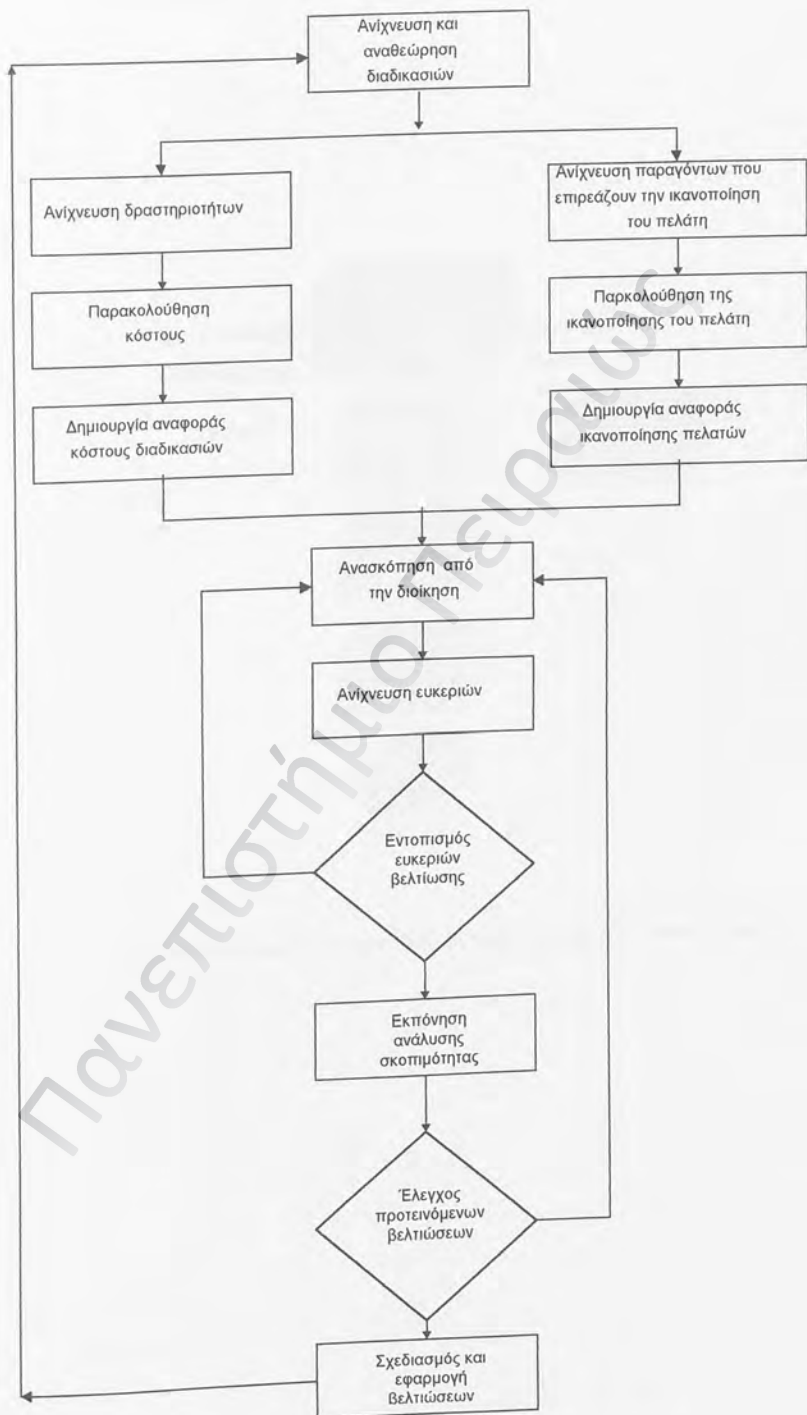 Ανίχνευση και
αναθεώρηση
διαδικασιών
Ανίχνευση δραστηριοτήτων
Ανίχνευση παραγόντων που
επιρεάζουν την ικανοποίηση
του πελάτη
Παρακολούθηση
κόστους
Παρκολούθηση της
ικανοποίησης του πελάτη
Δημιουργία αναφοράς
κόστους διαδικασιών
Δημιουργία αναφοράς
ικανοποίησης πελατών
Ανασκόπηση από
την διοίκηση
Ανίχνευση ευκεριών
Εντοπισμός
ευκεριών
βελτίωσης
Εκπόνηση
ανάλυσης
σκοπιμότητας
Έλεγχος
προτεινόμενων
βελτιώσεων
Σχεδιασμός και
εφαρμογή
βελτιώσεων
Πανεπιστήμιο Πειραιώς